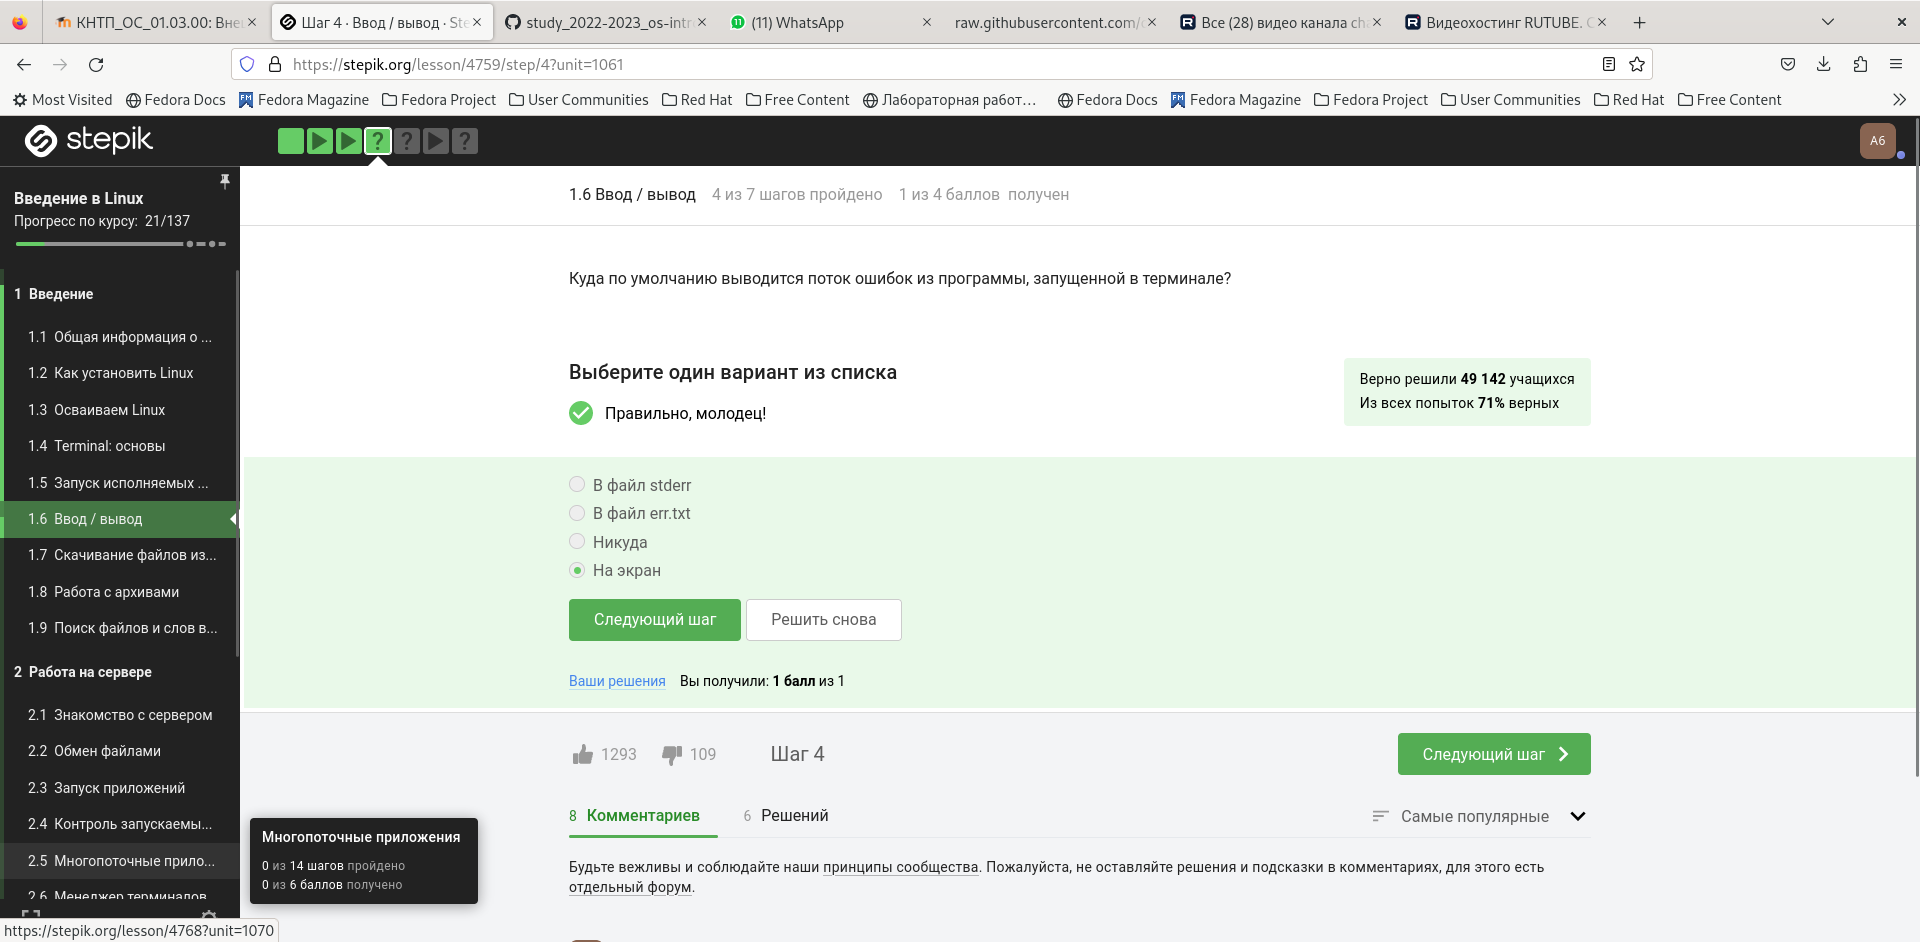 КНТП_ОС_01.03.00: Вне
Шаг 4 · Ввод / вывод · Ste
study_2022-2023_os-intr
(11) WhatsApp
raw.githubusercontent.com/
Все (28) видео канала
Видеохостинг RUTUBE.
https://stepik.org/lesson/4759/step/4?unit=1061
Most Visited
Fedora Docs
Fedora Magazine
Fedora Project
User Communities
Red Hat
Free Content
Лабораторная работ…
Fedora Docs
Fedora Magazine
Fedora Project
User Communities
Red Hat
Free Content
stepik
A6
Введение в Linux
Прогресс по курсу: 21/137
1 Введение
1.1 Общая информация о ...
1.2 Как установить Linux
1.3 Осваиваем Linux
1.4 Terminal: основы
1.5 Запуск исполняемых ...
1.6 Ввод / вывод
1.7 Скачивание файлов из...
1.8 Работа с архивами
1.9 Поиск файлов и слов в...
2 Работа на сервере
2.1 Знакомство с сервером
2.2 Обмен файлами
2.3 Запуск приложений
2.4 Контроль запускаемы...
2.5 Многопоточные прило...
2.6 Менеджер терминалов
Многопоточные приложения
0 из 14 шагов пройдено
0 из 6 баллов получено
https://stepik.org/lesson/4768?unit=1070
1.6 Ввод / вывод 4 из 7 шагов пройдено 1 из 4 баллов получен
Куда по умолчанию выводится поток ошибок из программы, запущенной в терминале?
Выберите один вариант из списка
Правильно, молодец!
Верно решили 49 142 учащихся
Из всех попыток 71% верных
В файл stderr
В файл err.txt
Никуда
На экран
Следующий шаг
Решить снова
Ваши решения Вы получили: 1 балл из 1
1293
109
Шаг 4
Следующий шаг
8 Комментариев
6 Решений
Самые популярные
Будьте вежливы и соблюдайте наши принципы сообщества. Пожалуйста, не оставляйте решения и подсказки в комментариях, для этого есть
отдельный форум.